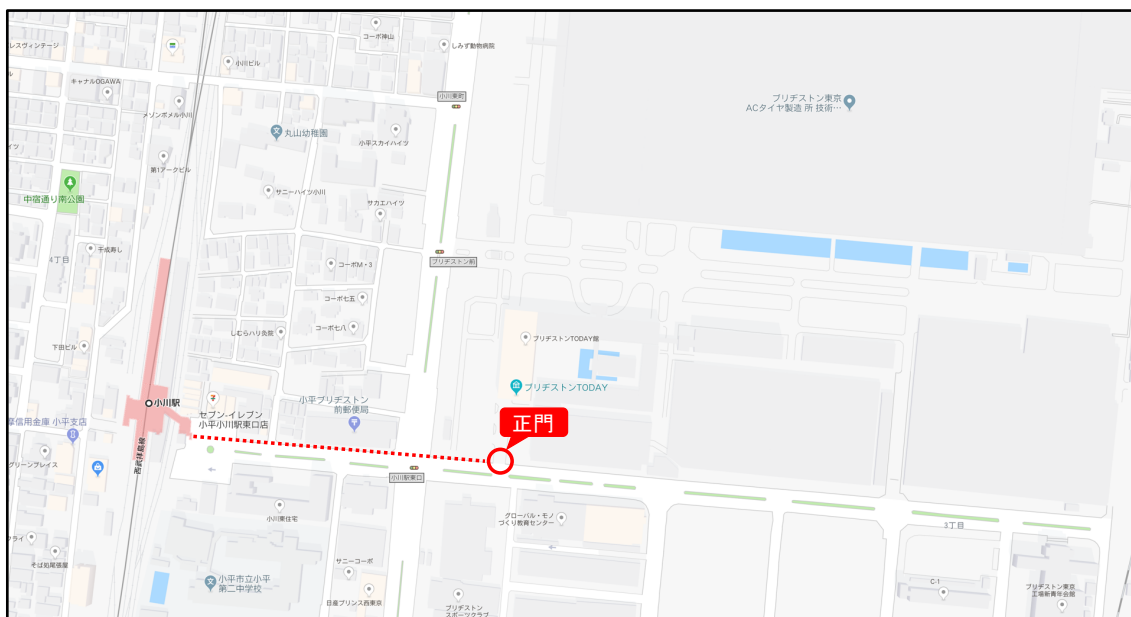 レスヴィンテージ
コーポ神山
しみず動物病院
小川ビル
キャナルOGAWA
小川東町
メゾンボメル小川
ブリヂストン東京
ACタイヤ製造 所 技術…
丸山幼稚園
小平スカイハイツ
第1アークビル
中宿通り南公園
サニーハイツ小川
サカエハイツ
千成寿し
4丁目
ブリヂストン前
コーポM・3
コーポ七五
しむらハリ灸院
コーポ七八
下田ビル
ブリヂストンTODAY館
ブリヂストンTODAY
小川駅
セブン-イレブン
小平小川駅東口店
小平ブリヂストン
前郵便局
正門
摩信用金庫 小平支店
西武拝島線
グリーンプレイス
小川駅東口
小川東住宅
グローバル・モノ
づくり教育センター
3丁目
フライ
そば処尾張屋
小平市立小平
第二中学校
サニーコーポ
日産プリンス西東京
ブリヂストン
スポーツクラブ
C-1
ブリヂストン東京
工場新青年会館